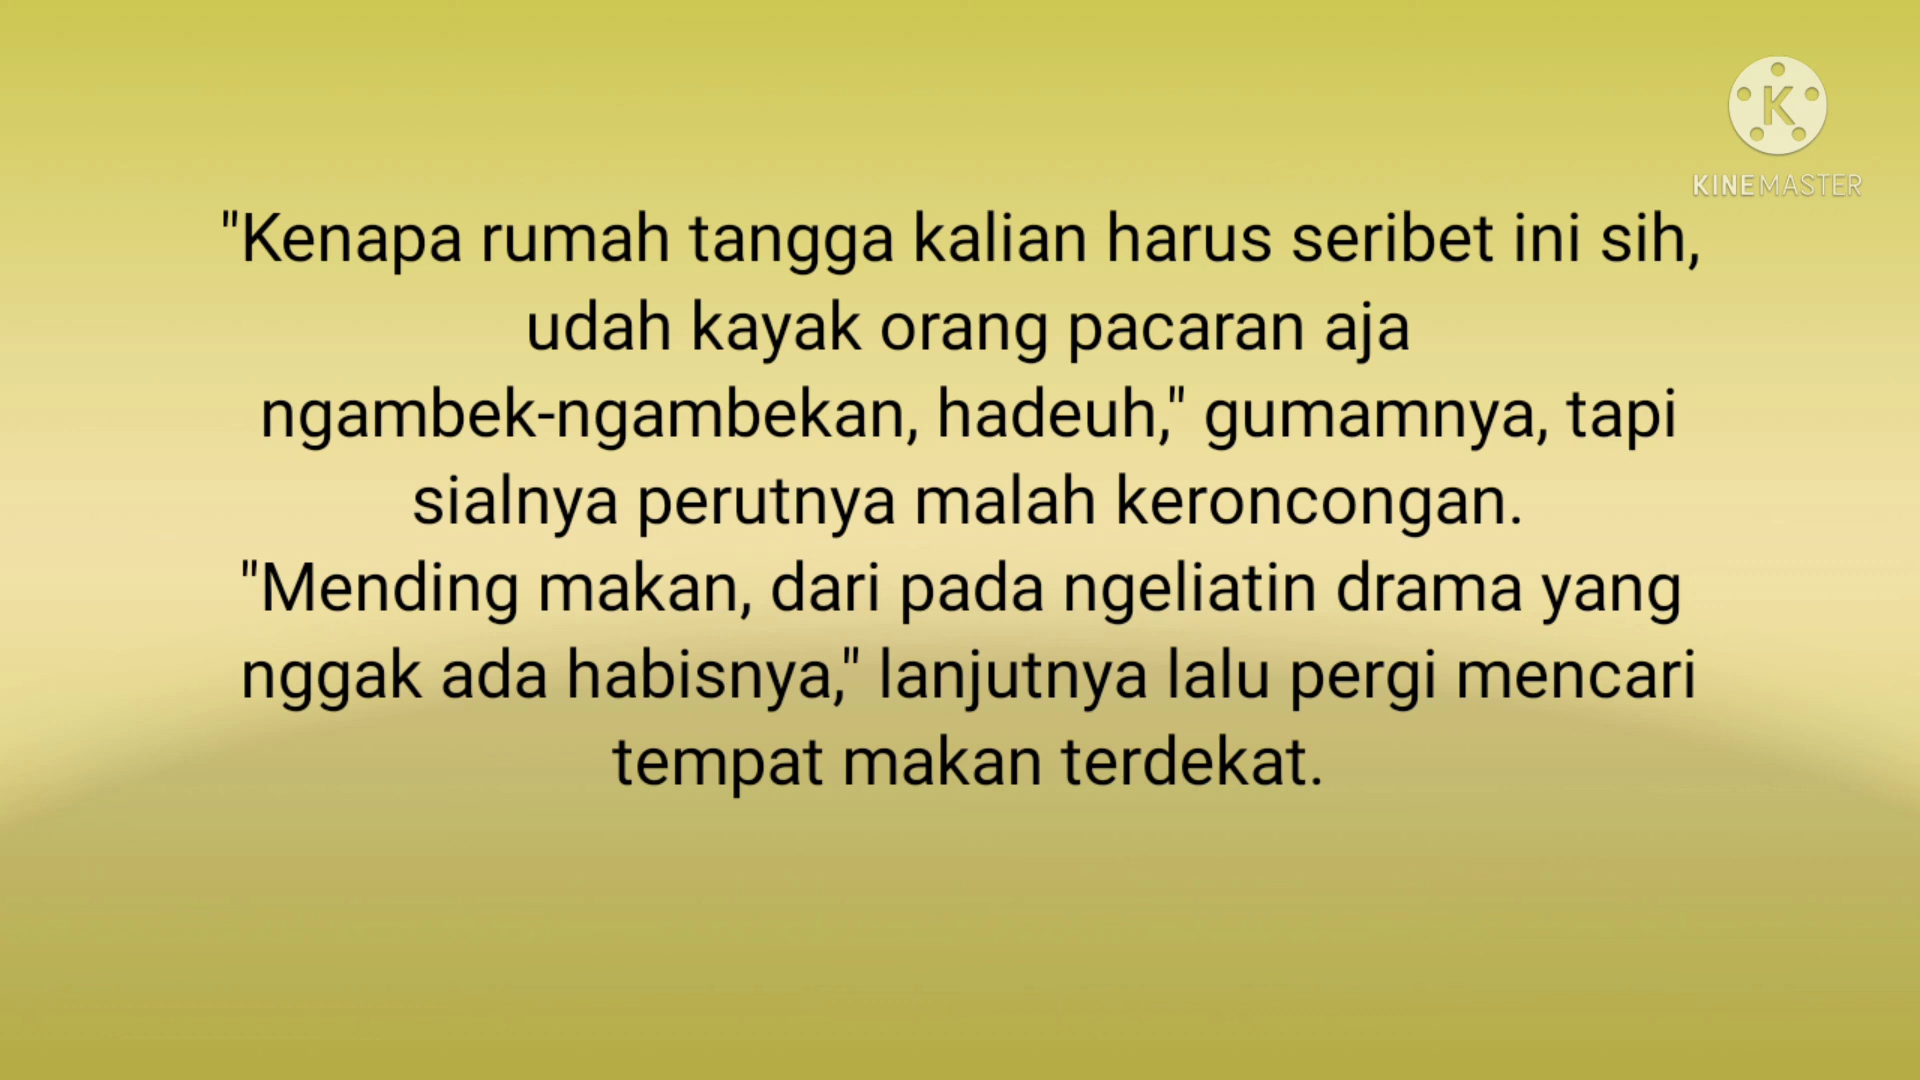 K
KINEMASTER
"Kenapa rumah tangga kalian harus seribet ini sih,
udah kayak orang pacaran aja
ngambek-ngambekan, hadeuh," gumamnya, tapi
sialnya perutnya malah keroncongan.
"Mending makan, dari pada ngeliatin drama yang
nggak ada habisnya," lanjutnya lalu pergi mencari
tempat makan terdekat.